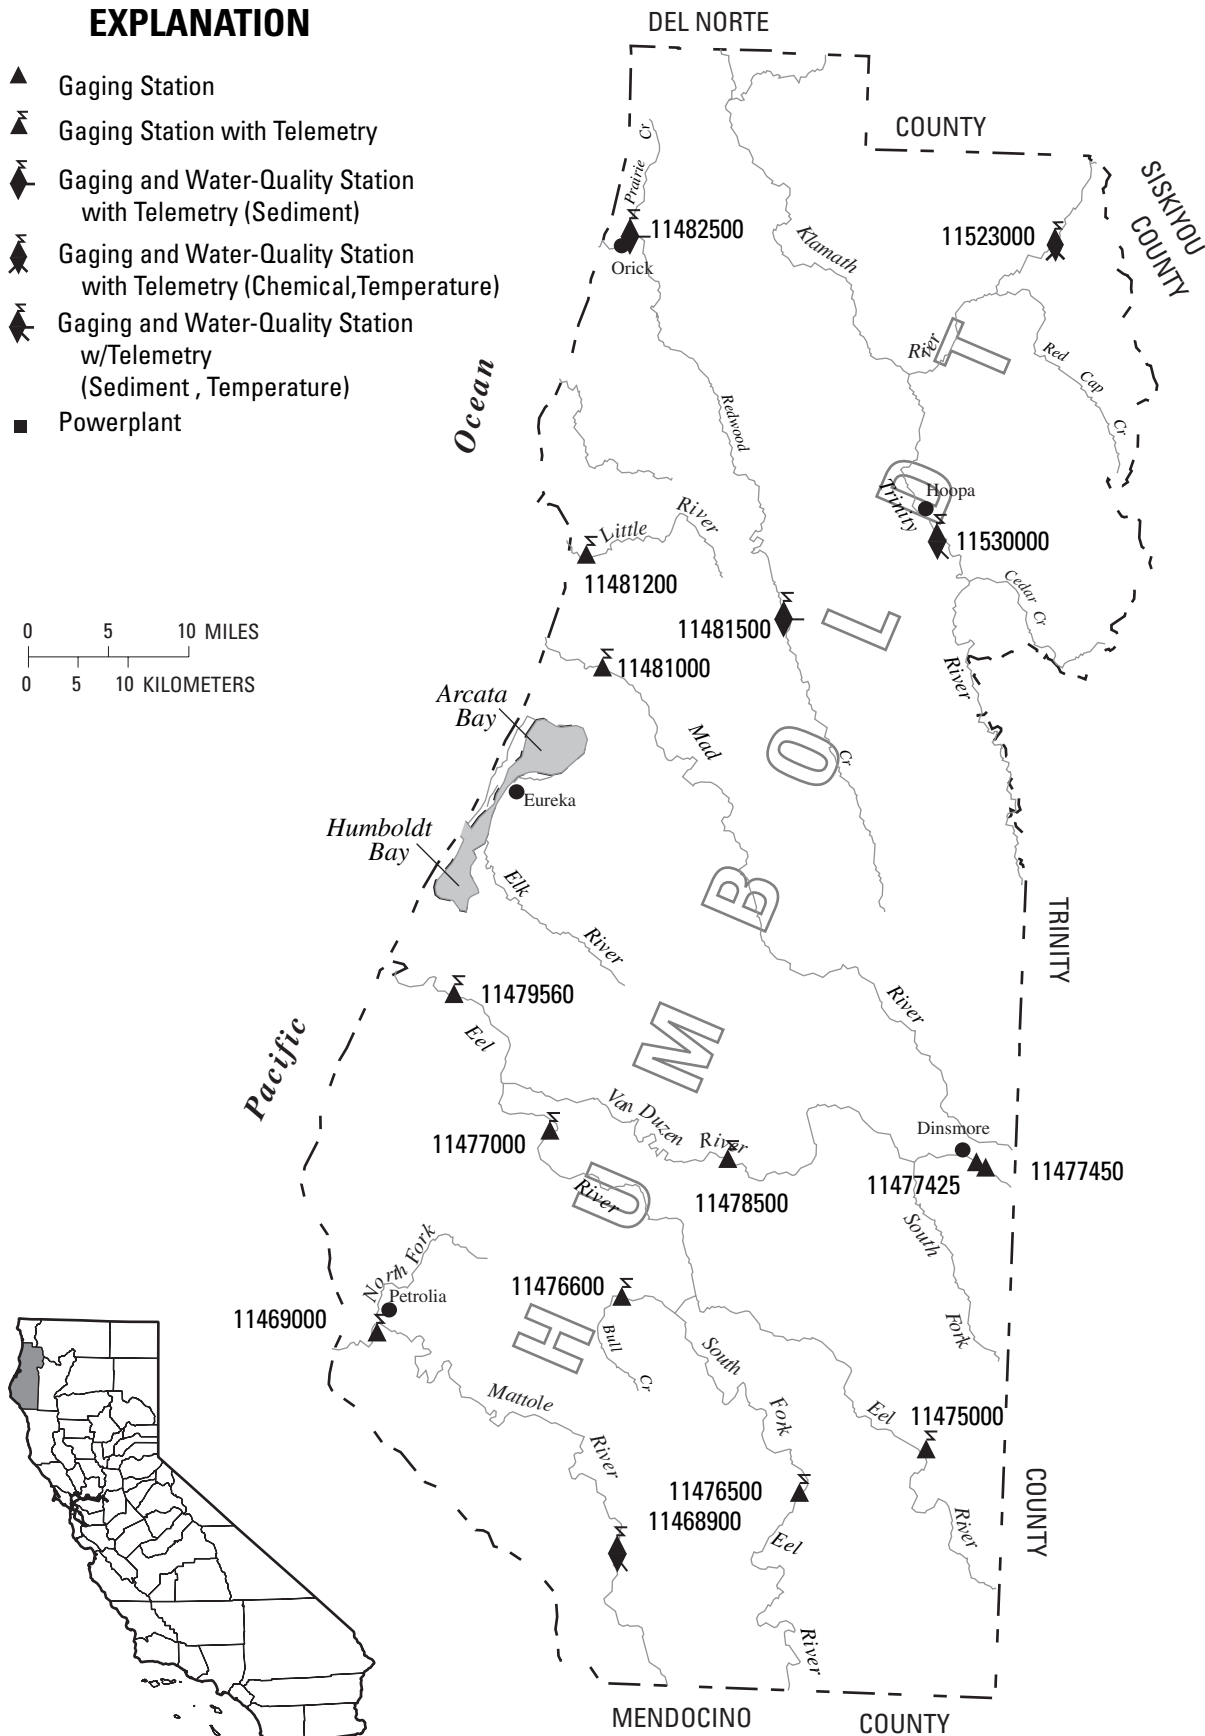 EXPLANATION
Gaging Station
Gaging Station with Telemetry
Gaging and Water-Quality Station
with Telemetry (Sediment)
Gaging and Water-Quality Station
with Telemetry (Chemical,Temperature)
Gaging and Water-Quality Station
w/Telemetry
(Sediment , Temperature)
Powerplant
0 5 10 MILES
0 5 10 KILOMETERS
DEL NORTE
COUNTY
SISKIYOU
COUNTY
Prairie Cr
11482500
Orick
11523000
Klamath
River
Red Cap Cr
Ocean
Redwood
Cr
Trinity
Hoopa
11530000
Little River
11481200
Cedar Cr
11481500
11481000
River
Arcata
Bay
Mad
River
Eureka
Humboldt
Bay
Elk
River
TRINITY
COUNTY
11479560
Eel
River
Pacific
Van Duzen River
Dinsmore
11477000
11477425
11477450
11478500
South
Fork
North Fork
Petrolia
11476600
11469000
Bull
Cr
South
Fork
Eel
River
Mattole
River
Eel
11475000
River
11476500
11468900
HUMBOLDT
MENDOCINO
COUNTY